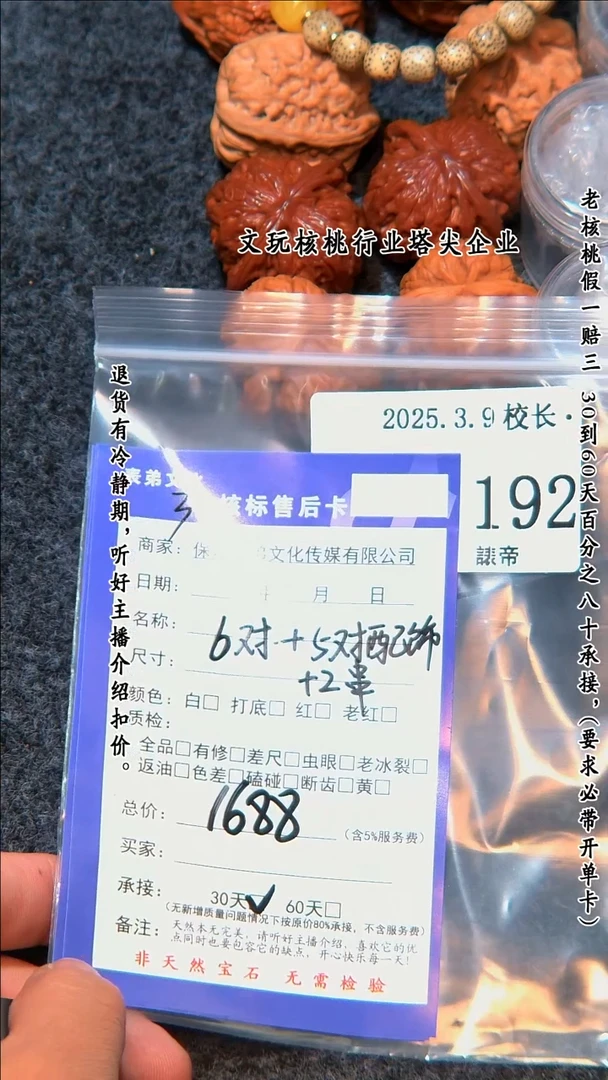 文玩核桃行业塔尖企业
老核桃假一赔三 30到60天百分之八十承接，（要求必带开单卡）
退货有冷静期，听好主播介绍扣价。
2025.3.9校长·
192
表弟文
核标售后卡
商家：
文化传媒有限公司
日期：
月 日
名称：
6对+5对配饰
尺寸：
+2串
颜色：白□ 打底□ 红□ 老红□
质检：
全品□有修□差尺□虫眼□老冰裂□
返油□色差□磕碰□断齿□黄□
总价：1688（含5%服务费）
买家：
承接：30天☑ 60天□
（无新增质量问题情况下按原价80%承接，不含服务费）
备注：天然本无完美，请听好主播介绍，喜欢它的优
点同时也要包容它的缺点，开心快乐每一天！
非天然宝石 无需检验